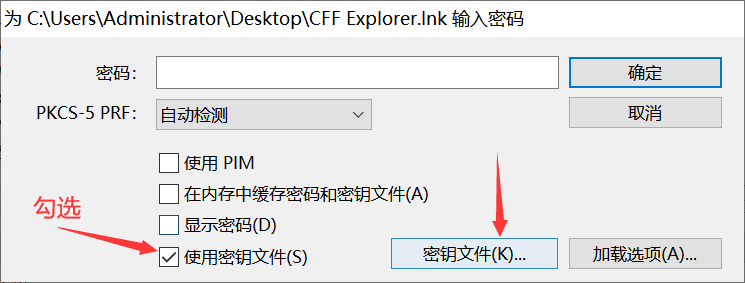 为 C:\Users\Administrator\Desktop\CFF Explorer.lnk 输入密码
密码：
确定
PKCS-5 PRF：
自动检测
取消
使用 PIM
在内存中缓存密码和密钥文件(A)
显示密码(D)
勾选
使用密钥文件(S)
密钥文件(K)...
加载选项(A)...